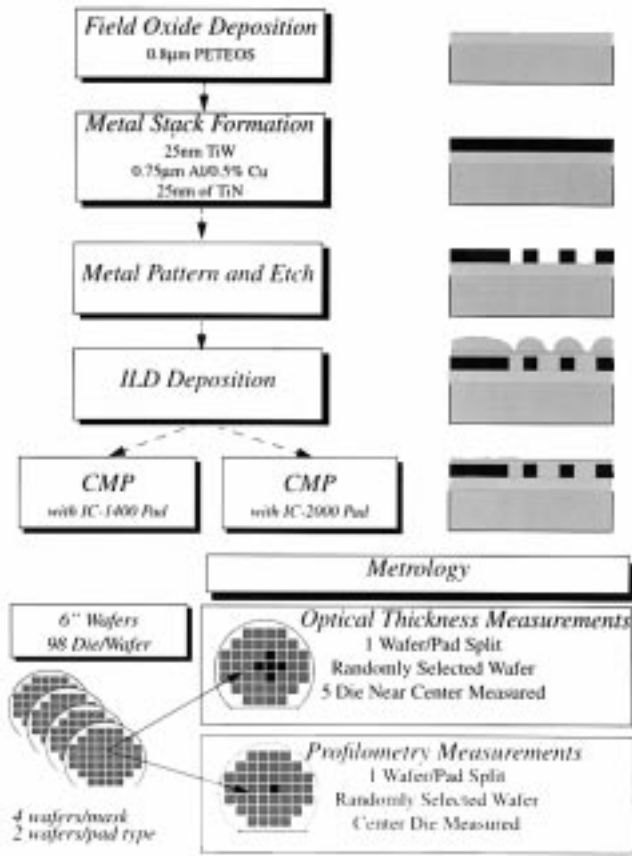 Field Oxide Deposition
0.8μm PETEOS
Metal Stack Formation
25nm TiW
0.75μm Al/0.5% Cu
25nm of TiN
Metal Pattern and Etch
ILD Deposition
CMP
with IC-1400 Pad
CMP
with IC-2000 Pad
Metrology
6" Wafers
98 Die/Wafer
Optical Thickness Measurements
1 Wafer/Pad Split
Randomly Selected Wafer
5 Die Near Center Measured
Profilometry Measurements
1 Wafer/Pad Split
Randomly Selected Wafer
Center Die Measured
4 wafers/mask
2 wafers/pad type